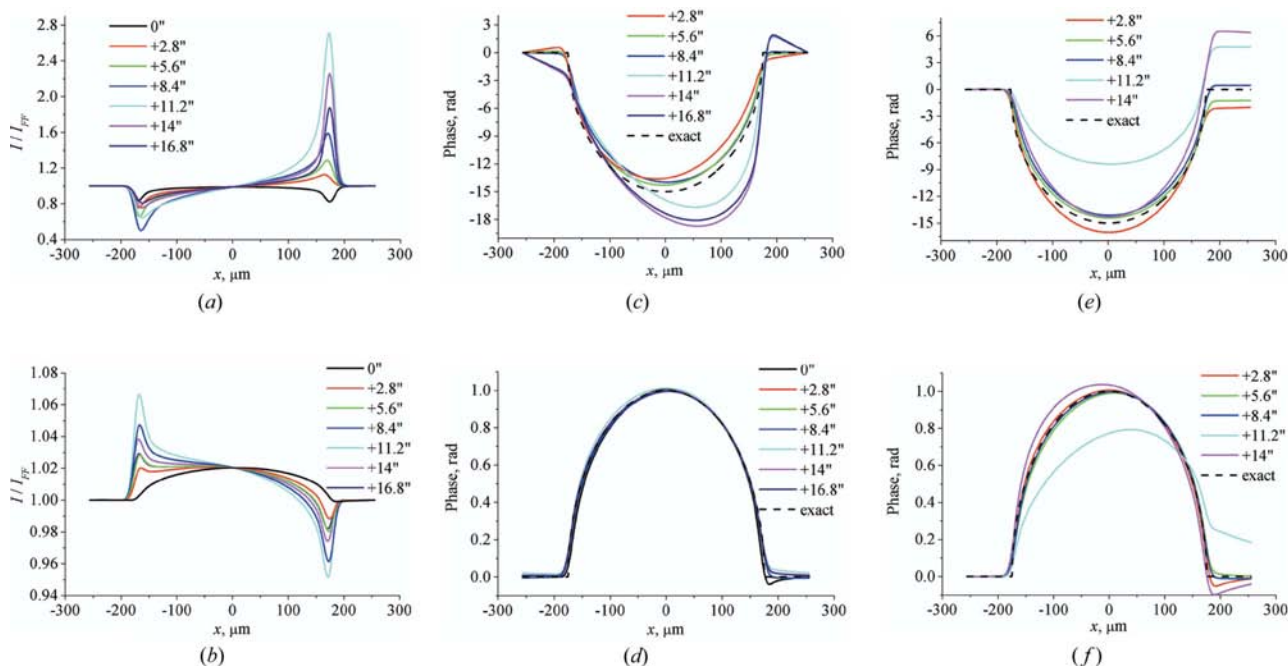 2.8
2.4
2.0
1.6
1.2
0.8
0.4
I / I_FF
0"
+2.8"
+5.6"
+8.4"
+11.2"
+14"
+16.8"
-300 -200 -100 0 100 200 300
x, μm
(a)
3
0
-3
-6
-9
-12
-15
-18
Phase, rad
+2.8"
+5.6"
+8.4"
+11.2"
+14"
+16.8"
exact
-300 -200 -100 0 100 200 300
x, μm
(c)
6
3
0
-3
-6
-9
-12
-15
Phase, rad
+2.8"
+5.6"
+8.4"
+11.2"
+14"
exact
-300 -200 -100 0 100 200 300
x, μm
(e)
1.08
1.06
1.04
1.02
1.00
0.98
0.96
0.94
I / I_FF
0"
+2.8"
+5.6"
+8.4"
+11.2"
+14"
+16.8"
-300 -200 -100 0 100 200 300
x, μm
(b)
1.0
0.8
0.6
0.4
0.2
0.0
Phase, rad
0"
+2.8"
+5.6"
+8.4"
+11.2"
+14"
+16.8"
exact
-300 -200 -100 0 100 200 300
x, μm
(d)
1.0
0.8
0.6
0.4
0.2
0.0
Phase, rad
+2.8"
+5.6"
+8.4"
+11.2"
+14"
exact
-300 -200 -100 0 100 200 300
x, μm
(f)